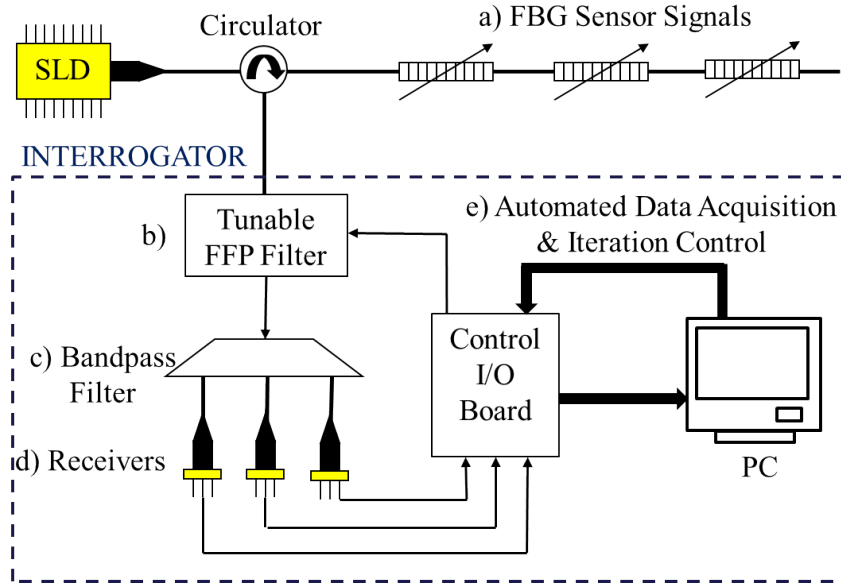 a) FBG Sensor Signals
Circulator
SLD
INTERROGATOR
e) Automated Data Acquisition
& Iteration Control
b)
Tunable
FFP Filter
c) Bandpass
Filter
Control
I/O
Board
d) Receivers
PC